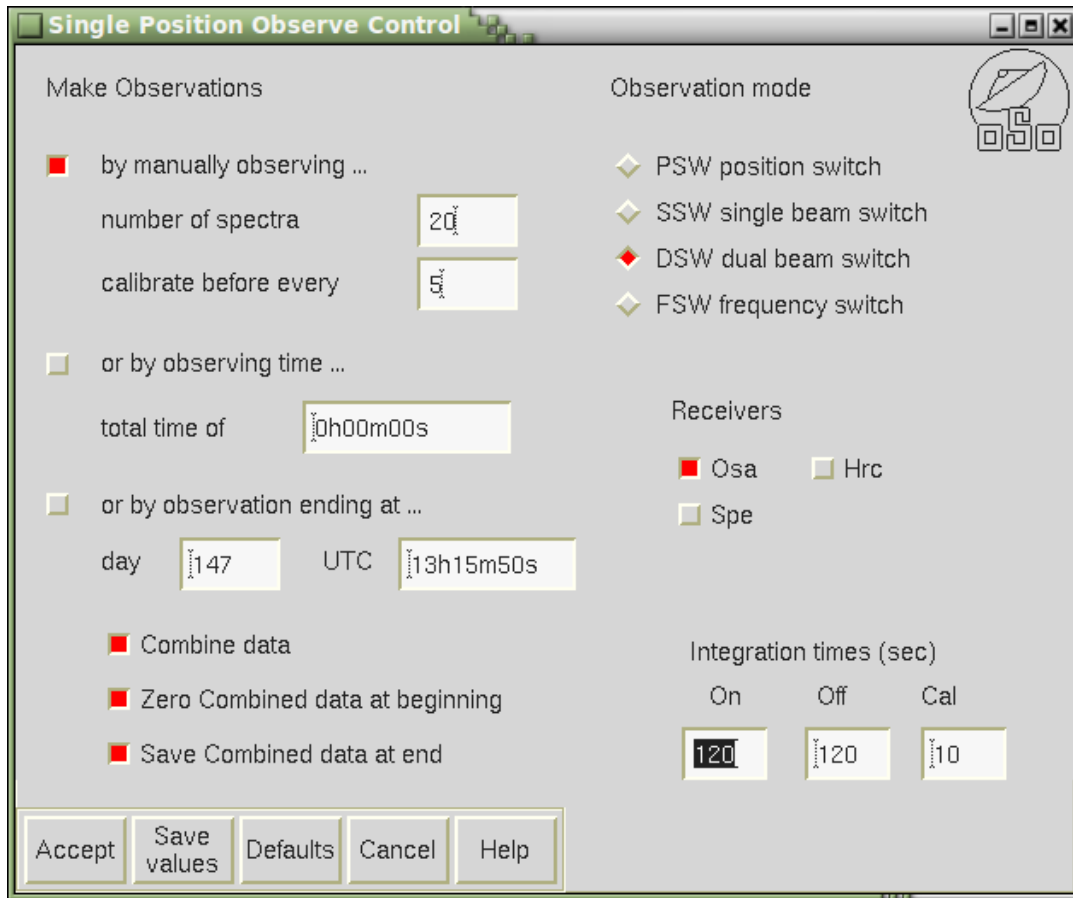 Single Position Observe Control
Make Observations
by manually observing ...
number of spectra 20
calibrate before every 5
or by observing time ...
total time of 0h00m00s
or by observation ending at ...
day 147 UTC 13h15m50s
Combine data
Zero Combined data at beginning
Save Combined data at end
Observation mode
oSo
PSW position switch
SSW single beam switch
DSW dual beam switch
FSW frequency switch
Receivers
Osa Hrc
Spe
Integration times (sec)
On Off Cal
120 120 10
Accept
Save
values
Defaults
Cancel
Help